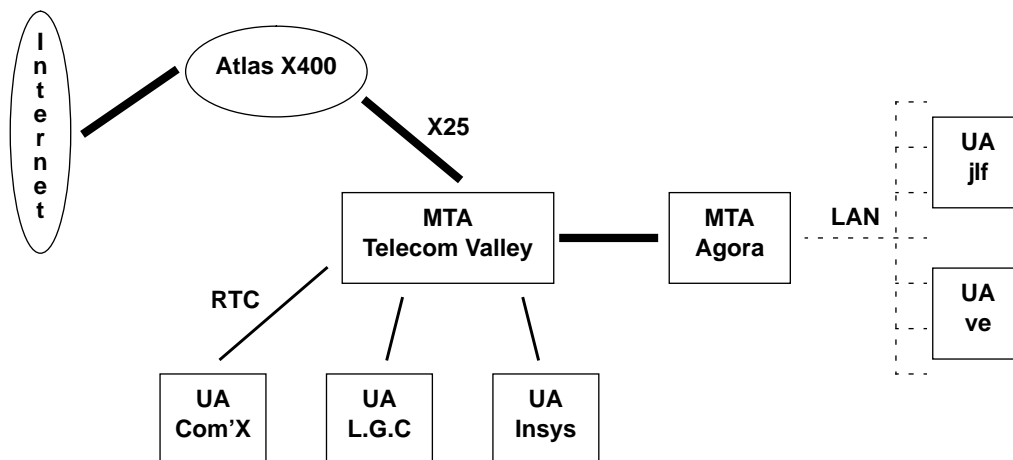 Internet
Atlas X400
X25
MTA
Telecom Valley
MTA
Agora
LAN
UA
jlf
UA
ve
RTC
UA
Com’X
UA
L.G.C
UA
Insys